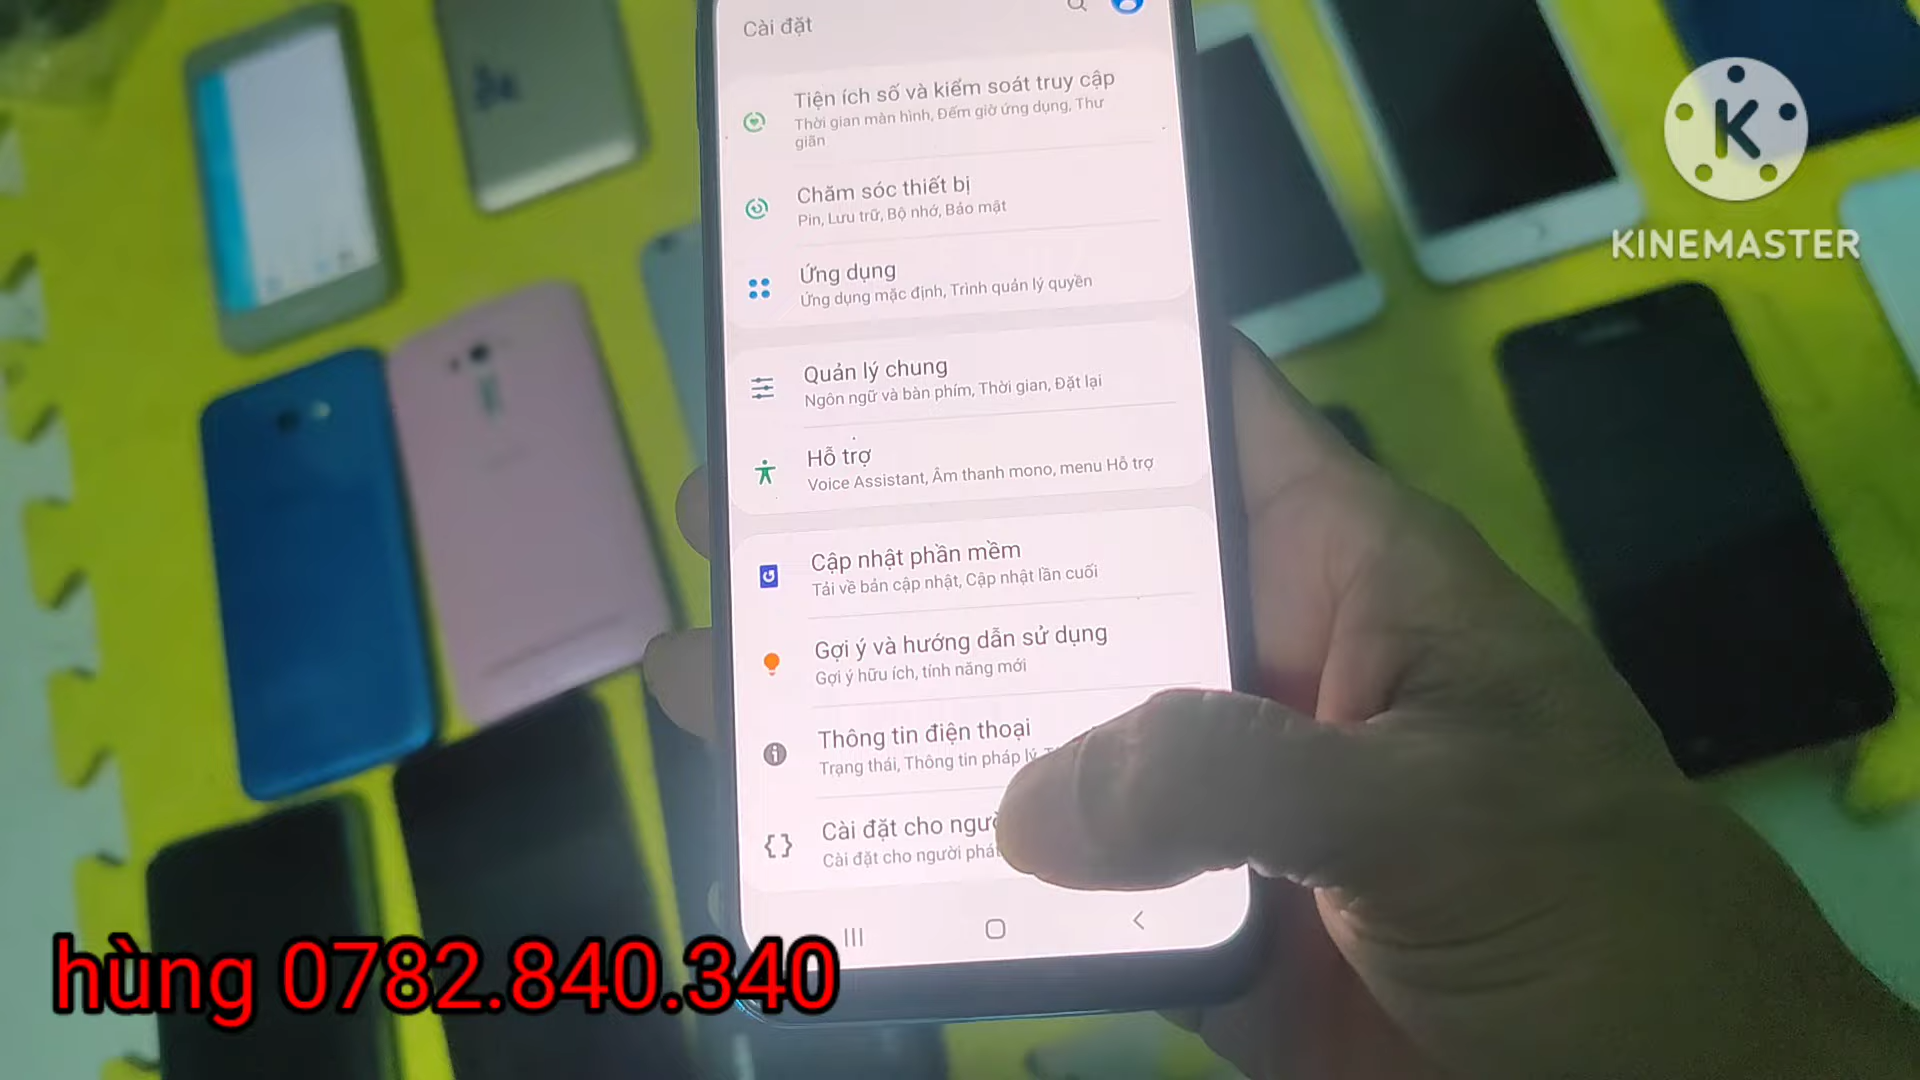 Cài đặt
Tiện ích số và kiểm soát truy cập
Thời gian màn hình, Đếm giờ ứng dụng, Thư
giãn
Chăm sóc thiết bị
Pin, Lưu trữ, Bộ nhớ, Bảo mật
Ứng dụng
Ứng dụng mặc định, Trình quản lý quyền
Quản lý chung
Ngôn ngữ và bàn phím, Thời gian, Đặt lại
Hỗ trợ
Voice Assistant, Âm thanh mono, menu Hỗ trợ
Cập nhật phần mềm
Tải về bản cập nhật, Cập nhật lần cuối
Gợi ý và hướng dẫn sử dụng
Gợi ý hữu ích, tính năng mới
Thông tin điện thoại
Trạng thái, Thông tin pháp lý,
Cài đặt cho người
Cài đặt cho người phát
K
KINEMASTER
hùng 0782.840.340